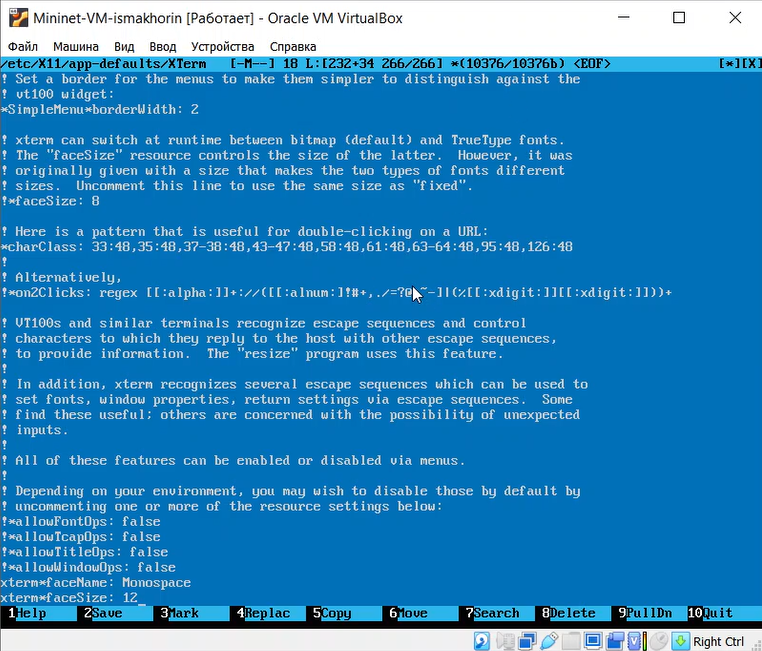 Mininet-VM-ismakhorin [Работает] - Oracle VM VirtualBox
Файл Машина Вид Ввод Устройства Справка
/etc/X11/app-defaults/XTerm [-M--] 18 L:[232+34 266/266] *(10376/10376b) <EOF> [*][X]
! Set a border for the menus to make them simpler to distinguish against the
! vt100 widget:
*SimpleMenu*borderWidth: 2
! xterm can switch at runtime between bitmap (default) and TrueType fonts.
! The "faceSize" resource controls the size of the latter. However, it was
! originally given with a size that makes the two types of fonts different
! sizes. Uncomment this line to use the same size as "fixed".
!*faceSize: 8
! Here is a pattern that is useful for double-clicking on a URL:
*charClass: 33:48,35:48,37-38:48,43-47:48,58:48,61:48,63-64:48,95:48,126:48
!
! Alternatively,
!*on2Clicks: regex [[:alpha:]]+://([[:alnum:]!#+,./=?@~-]|(%[[:xdigit:]][[:xdigit:]]))+
! VT100s and similar terminals recognize escape sequences and control
! characters to which they reply to the host with other escape sequences,
! to provide information. The "resize" program uses this feature.
!
! In addition, xterm recognizes several escape sequences which can be used to
! set fonts, window properties, return settings via escape sequences. Some
! find these useful; others are concerned with the possibility of unexpected
! inputs.
!
! All of these features can be enabled or disabled via menus.
!
! Depending on your environment, you may wish to disable those by default by
! uncommenting one or more of the resource settings below:
!*allowFontOps: false
!*allowTcapOps: false
!*allowTitleOps: false
!*allowWindowOps: false
xterm*faceName: Monospace
xterm*faceSize: 12
1Help 2Save 3Mark 4Replac 5Copy 6Move 7Search 8Delete 9PullDn 10Quit
Right Ctrl